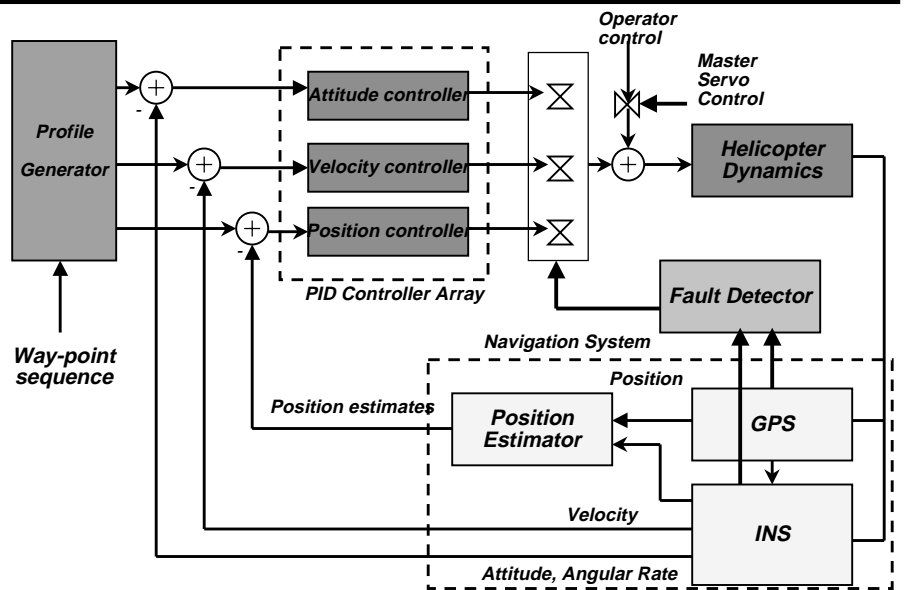 Operator
control
Master
Servo
Control
Profile
Generator
Attitude controller
Velocity controller
Position controller
PID Controller Array
+
+
+
+
-
-
-
Helicopter
Dynamics
Fault Detector
Way-point
sequence
Navigation System
Position
Position estimates
Position
Estimator
GPS
Velocity
INS
Attitude, Angular Rate